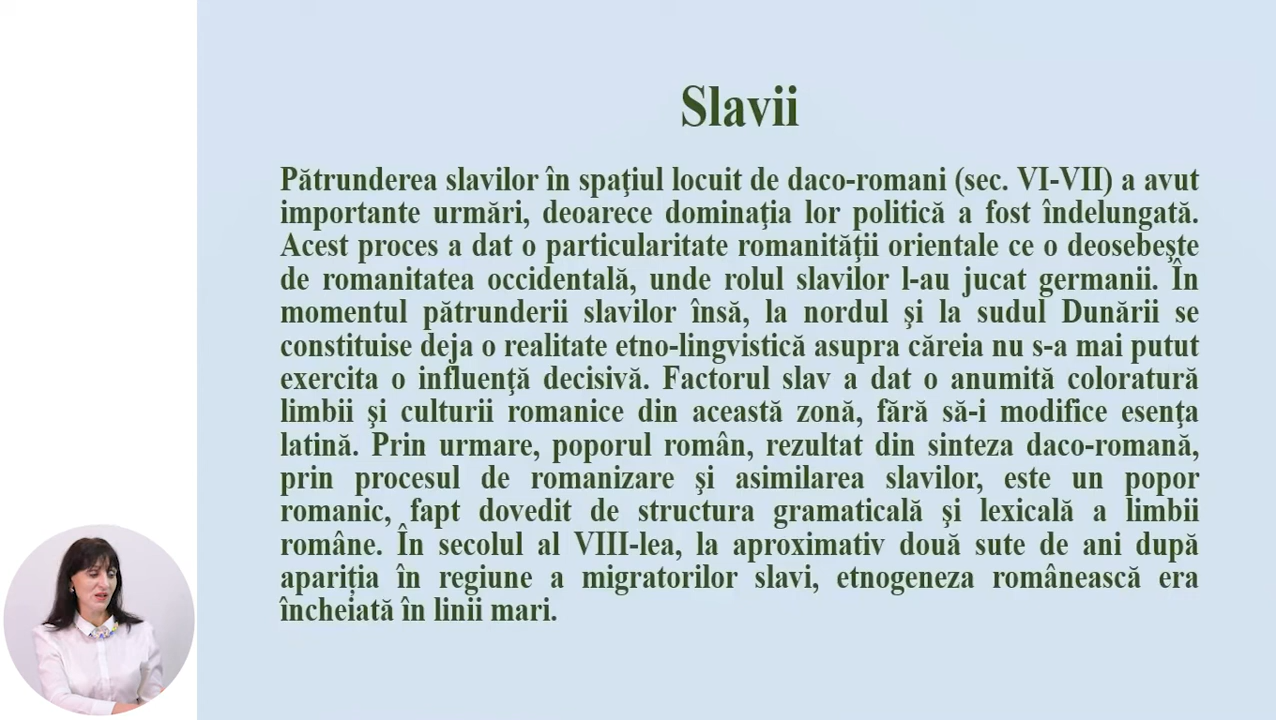 Slavii
Pătrunderea slavilor în spaţiul locuit de daco-romani (sec. VI-VII) a avut
importante urmări, deoarece dominaţia lor politică a fost îndelungată.
Acest proces a dat o particularitate romanităţii orientale ce o deosebeşte
de romanitatea occidentală, unde rolul slavilor l-au jucat germanii. În
momentul pătrunderii slavilor însă, la nordul şi la sudul Dunării se
constituise deja o realitate etno-lingvistică asupra căreia nu s-a mai putut
exercita o influenţă decisivă. Factorul slav a dat o anumită coloratură
limbii şi culturii romanice din această zonă, fără să-i modifice esenţa
latină. Prin urmare, poporul român, rezultat din sinteza daco-romană,
prin procesul de romanizare şi asimilarea slavilor, este un popor
romanic, fapt dovedit de structura gramaticală şi lexicală a limbii
române. În secolul al VIII-lea, la aproximativ două sute de ani după
apariţia în regiune a migratorilor slavi, etnogeneza românească era
încheiată în linii mari.